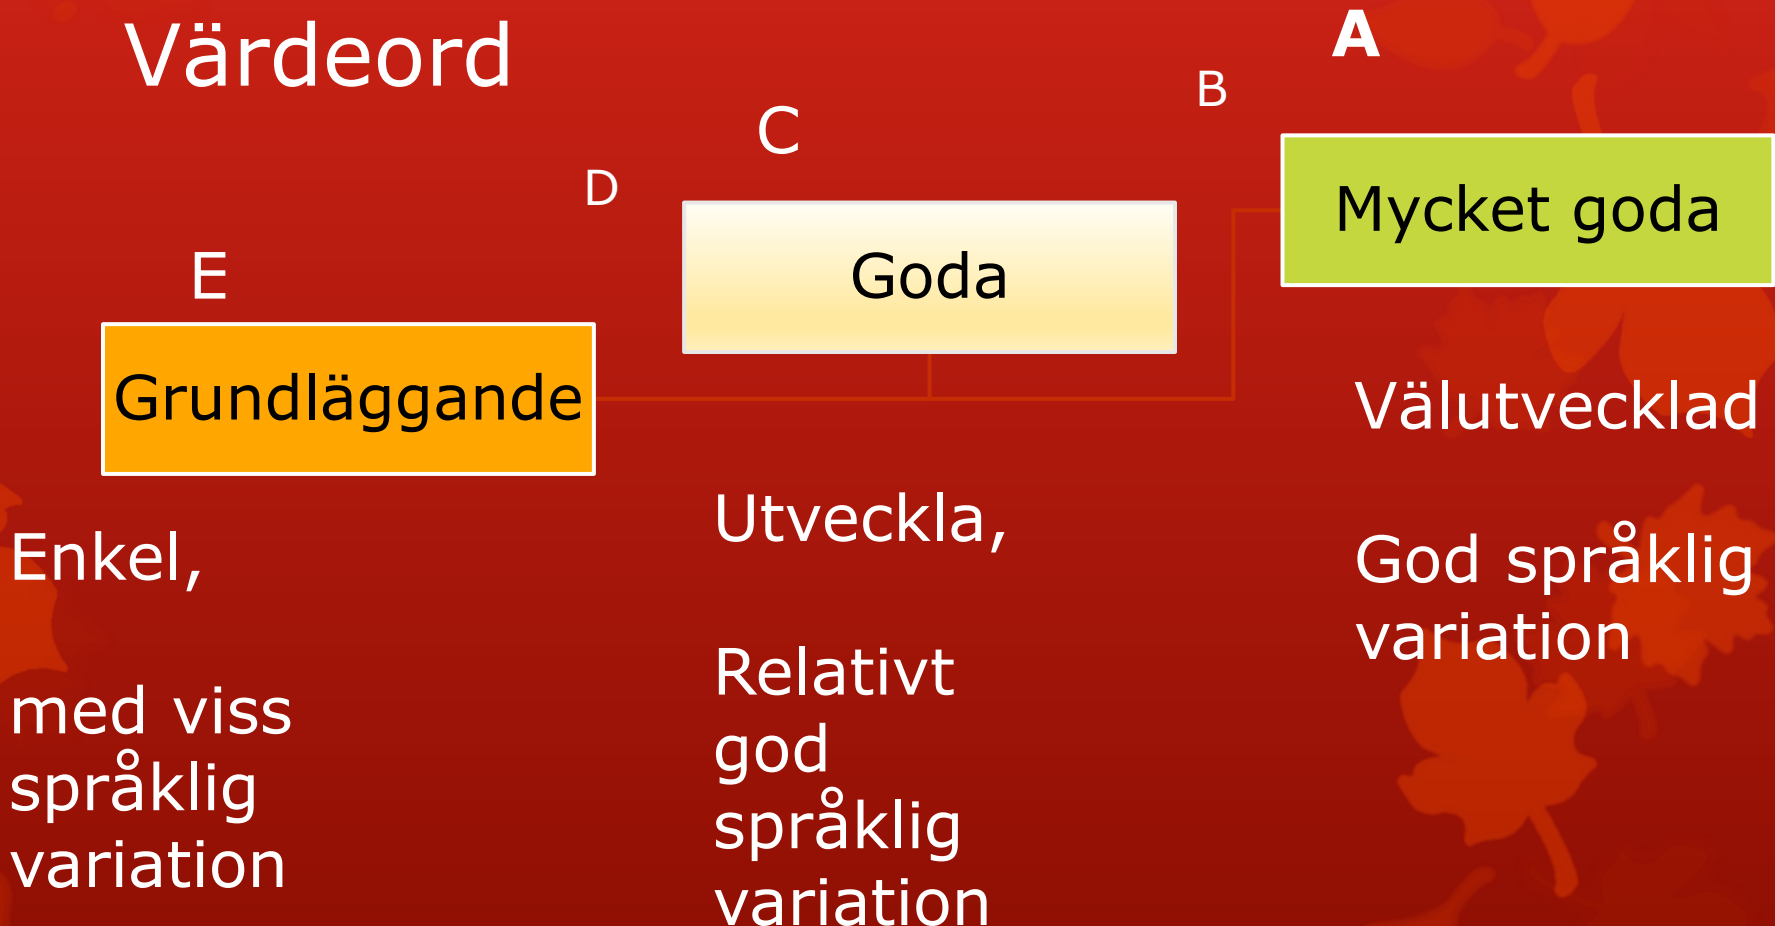 Värdeord
E
Grundläggande
Enkel,
med viss
språklig
variation
D
C
Goda
Utveckla,
Relativt
god
språklig
variation
B
A
Mycket goda
Välutvecklad
God språklig
variation